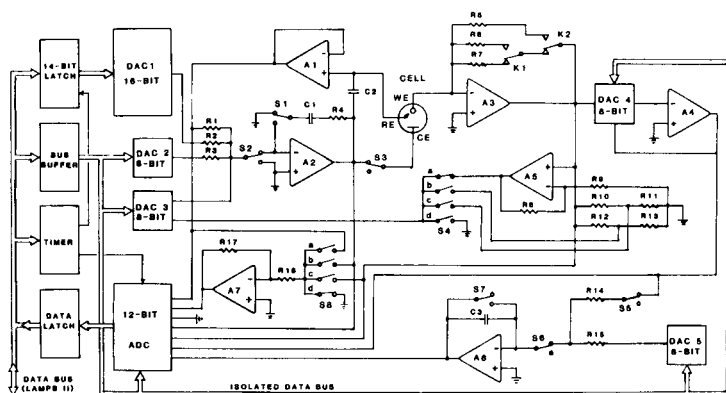 14-BIT
LATCH
DAC1
16-BIT
BUS
BUFFER
DAC 2
8-BIT
DAC 3
8-BIT
TIMER
DATA
LATCH
12-BIT
ADC
DATA BUS
(LAMPS II)
ISOLATED DATA BUS
R1
R2
R3
S2
S1
C1
R4
A1
A2
C2
S3
CELL
WE
RE
CE
R5
R6
R7
K1
K2
A3
DAC 4
8-BIT
A4
a
b
c
d
S4
A5
R8
R9
R10
R11
R12
R13
R17
A7
R16
a
b
c
d
S8
S7
C3
A6
S6
R14
S5
R15
DAC 5
8-BIT